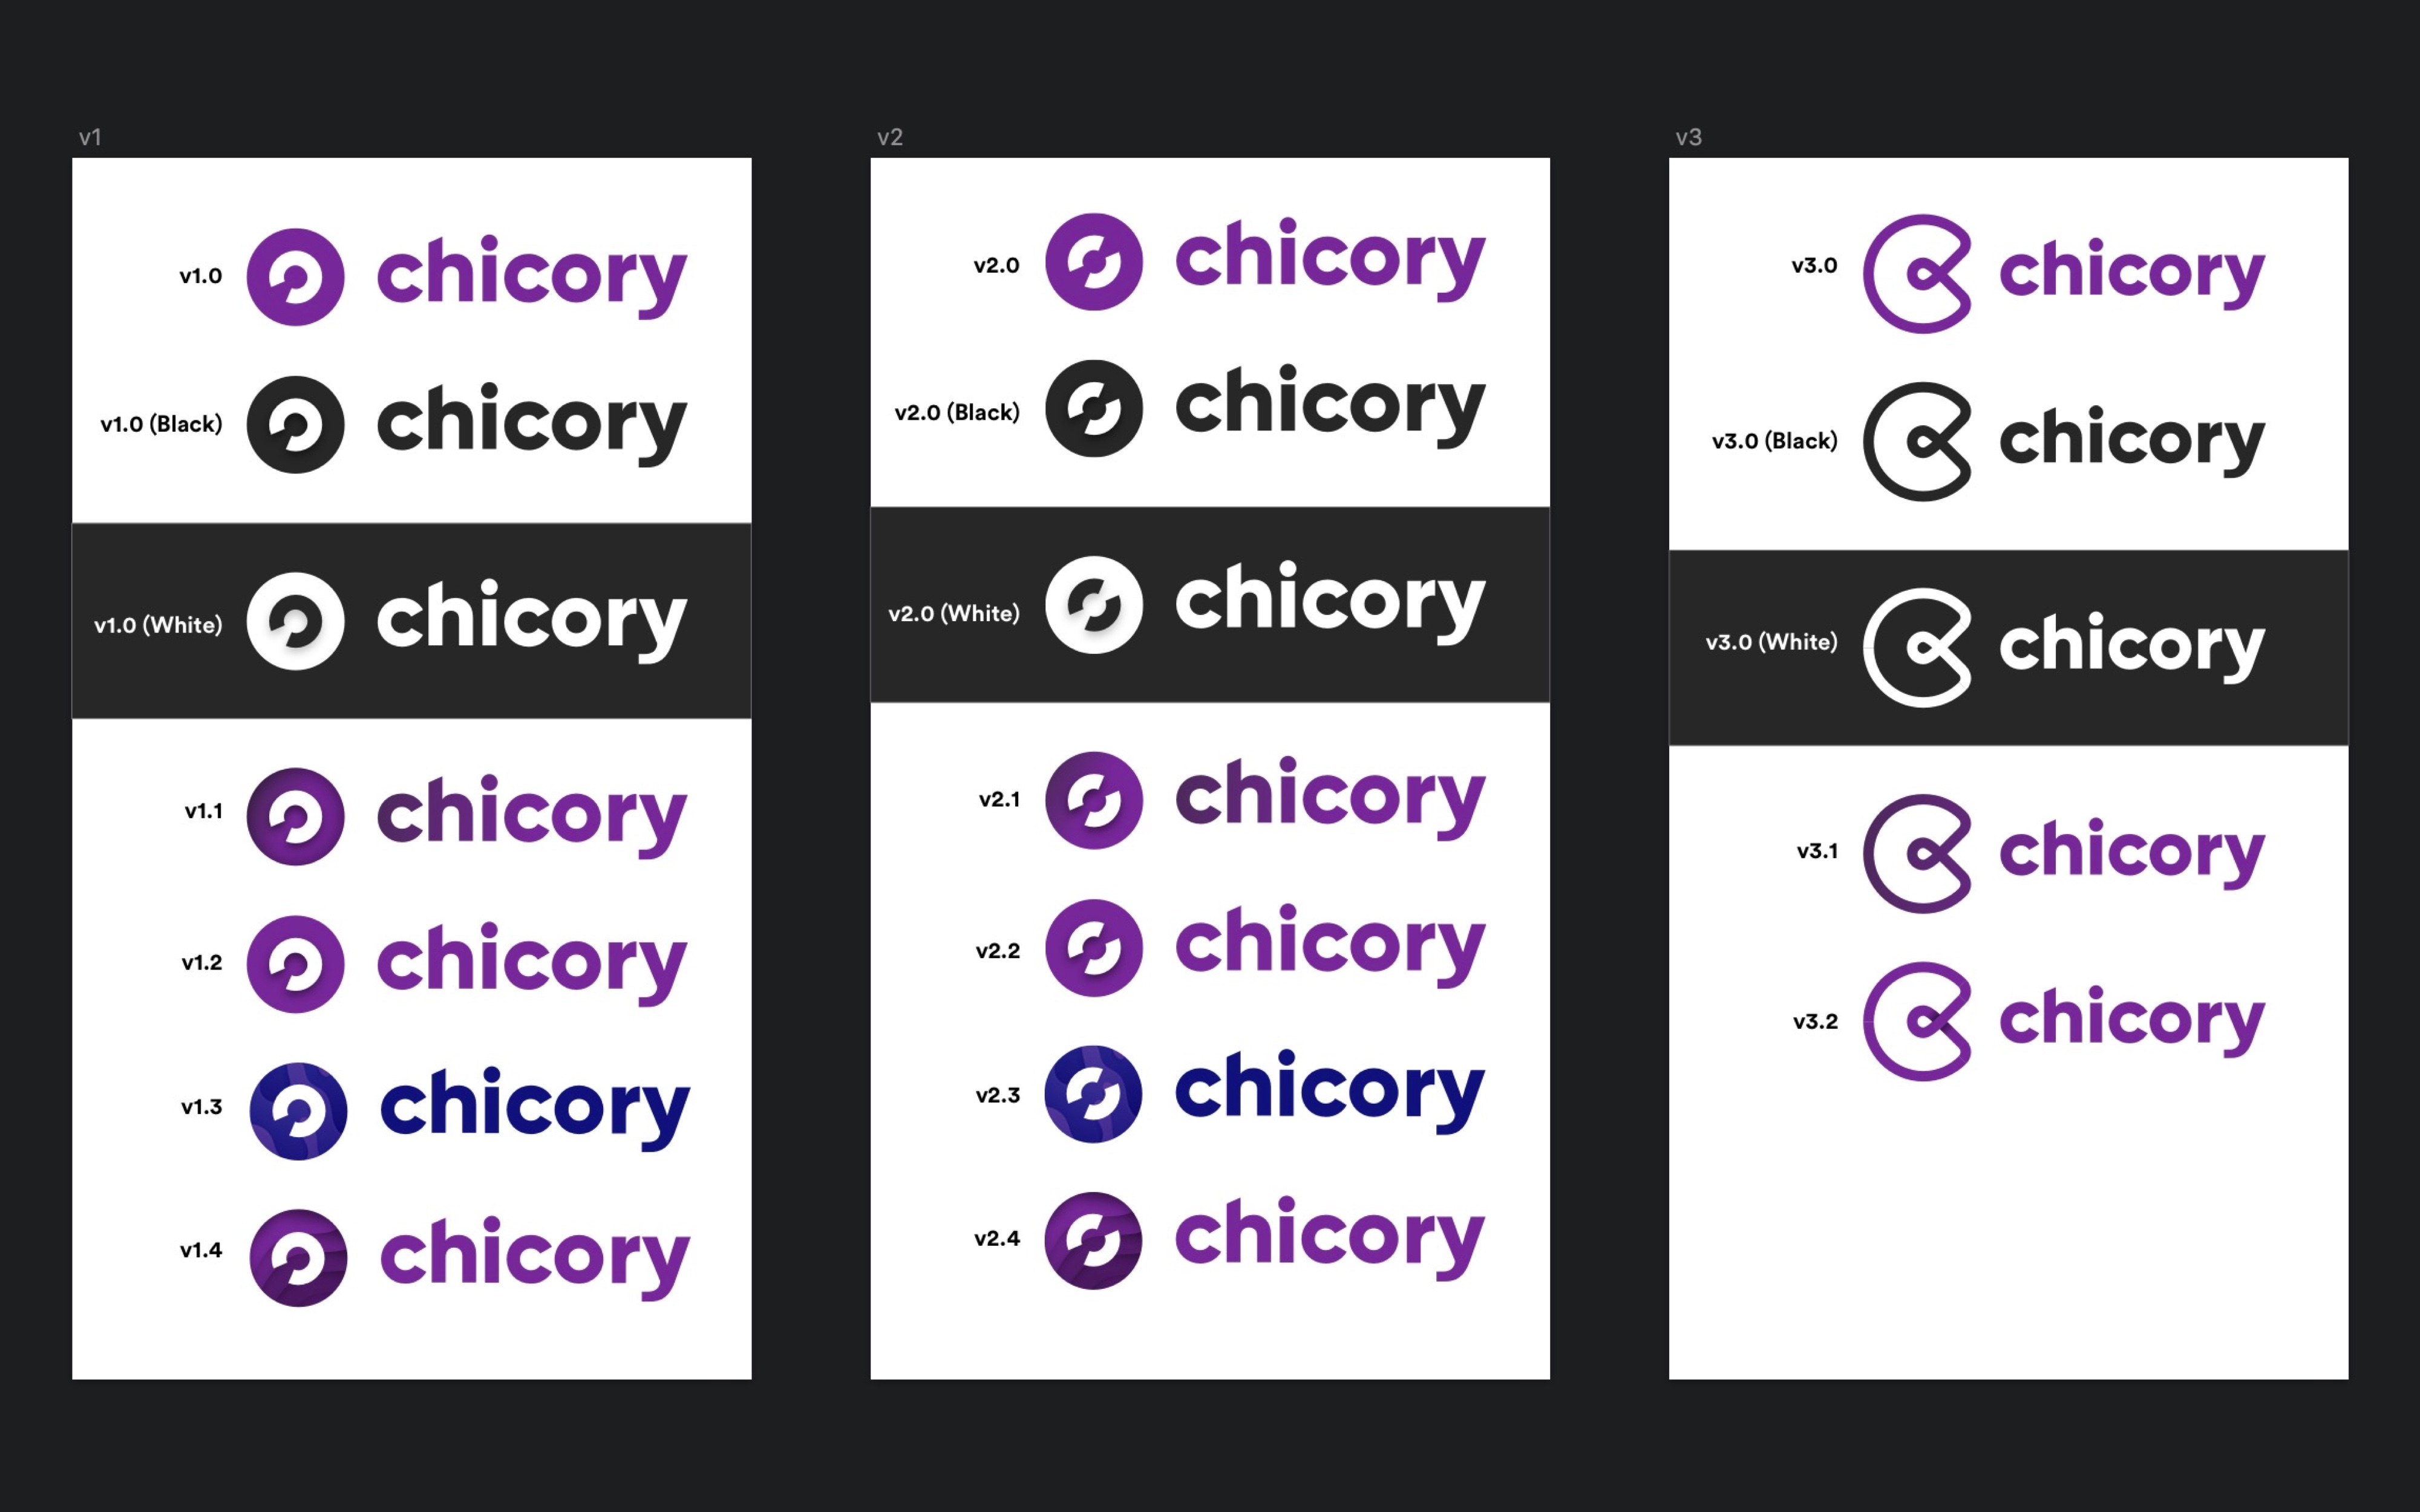 v1
v1.0 chicory
v1.0 (Black) chicory
v1.0 (White) chicory
v1.1 chicory
v1.2 chicory
v1.3 chicory
v1.4 chicory
v2
v2.0 chicory
v2.0 (Black) chicory
v2.0 (White) chicory
v2.1 chicory
v2.2 chicory
v2.3 chicory
v2.4 chicory
v3
v3.0 chicory
v3.0 (Black) chicory
v3.0 (White) chicory
v3.1 chicory
v3.2 chicory